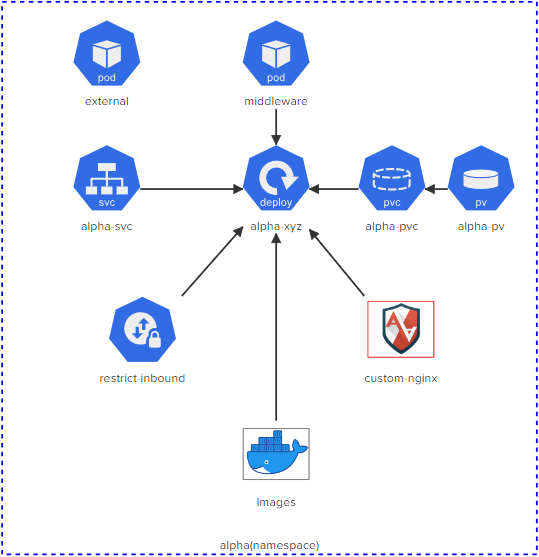 pod
pod
external
middleware
svc
deploy
pvc
pv
alpha-svc
alpha-xyz
alpha-pvc
alpha-pv
restrict-inbound
custom-nginx
Images
alpha(namespace)